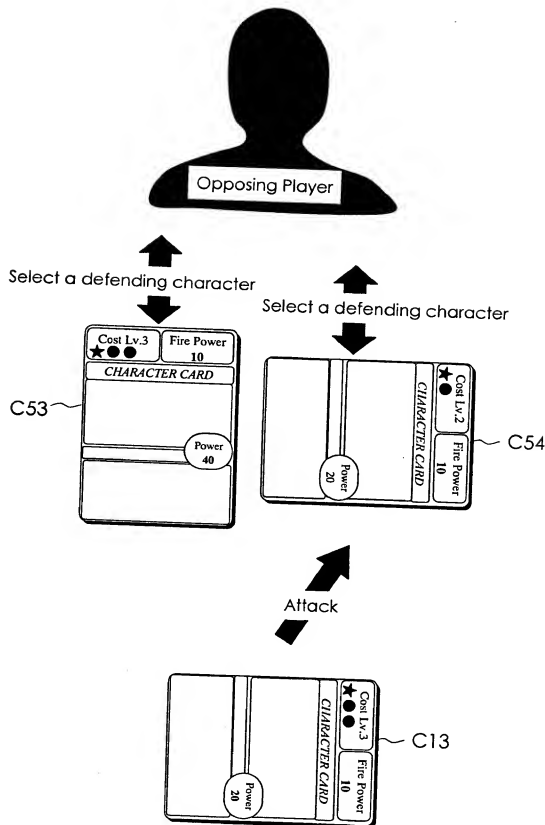 Opposing Player
Select a defending character
Select a defending character
Cost Lv.3
★●●
Fire Power
10
CHARACTER CARD
C53
Power
40
Cost Lv.2
★●
Fire Power
10
CHARACTER CARD
Power
20
C54
Attack
Cost Lv.3
★●●
Fire Power
10
CHARACTER CARD
Power
20
C13